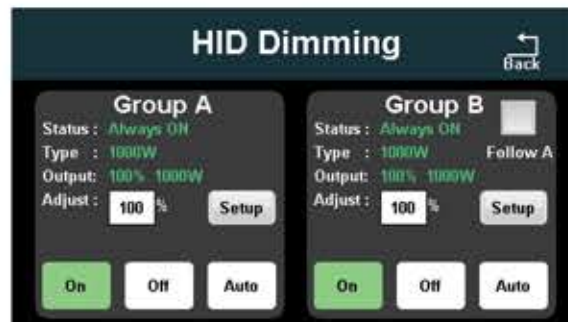 HID Dimming
Back
Group A
Status : Always ON
Type : 1000W
Output: 100% 1000W
Adjust : 100 %
Setup
On Off Auto
Group B
Status : Always ON
Type : 1000W
Follow A
Output: 100% 1000W
Adjust : 100 %
Setup
On Off Auto